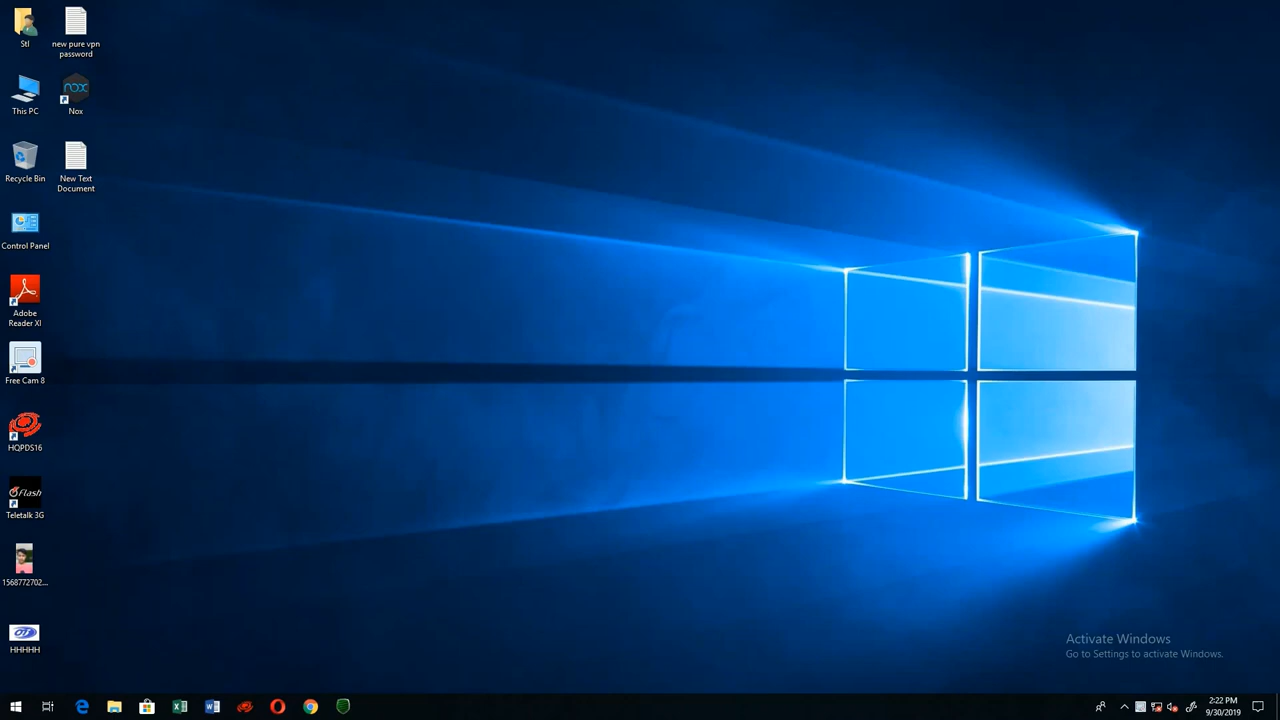 Stl
new pure vpn
password
This PC
nox
Nox
Recycle Bin
New Text
Document
Control Panel
Adobe
Reader XI
Free Cam 8
HQPDS16
Flash
Teletalk 3G
1568772702...
HHHHH
Activate Windows
Go to Settings to activate Windows.
2:22 PM
9/30/2019